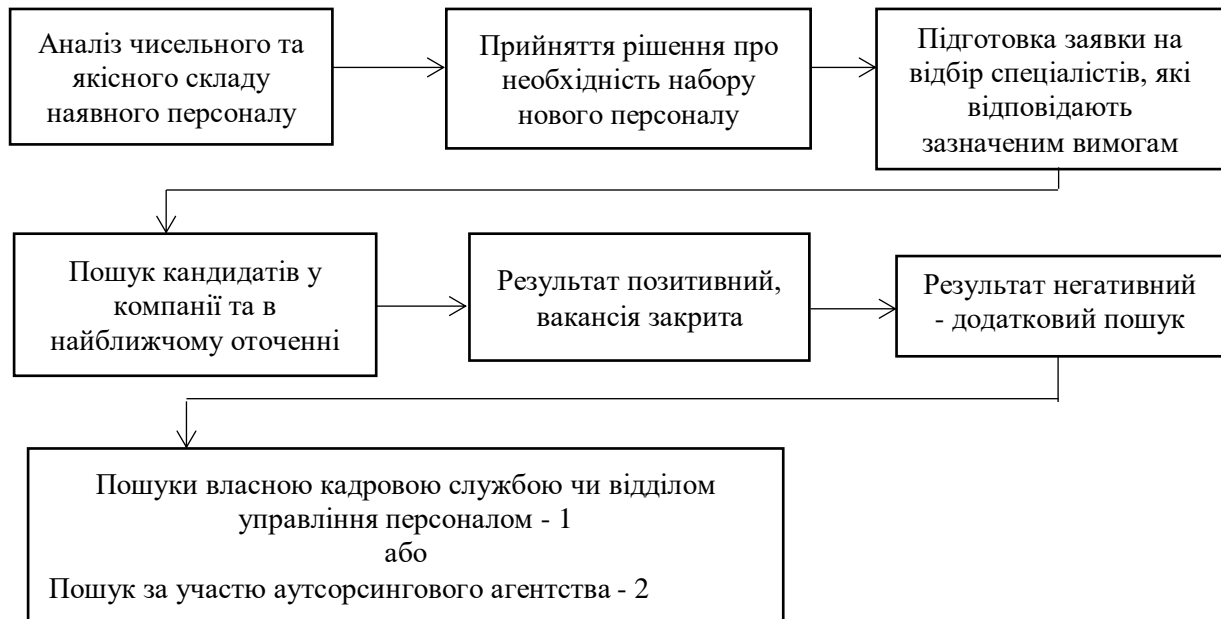 Аналіз чисельного та
якісного складу
наявного персоналу
Прийняття рішення про
необхідність набору
нового персоналу
Підготовка заявки на
відбір спеціалістів, які
відповідають
зазначеним вимогам
Пошук кандидатів у
компанії та в
найближчому оточенні
Результат позитивний,
вакансія закрита
Результат негативний
- додатковий пошук
Пошуки власною кадровою службою чи відділом
управління персоналом - 1
або
Пошук за участю аутсорсингового агентства - 2